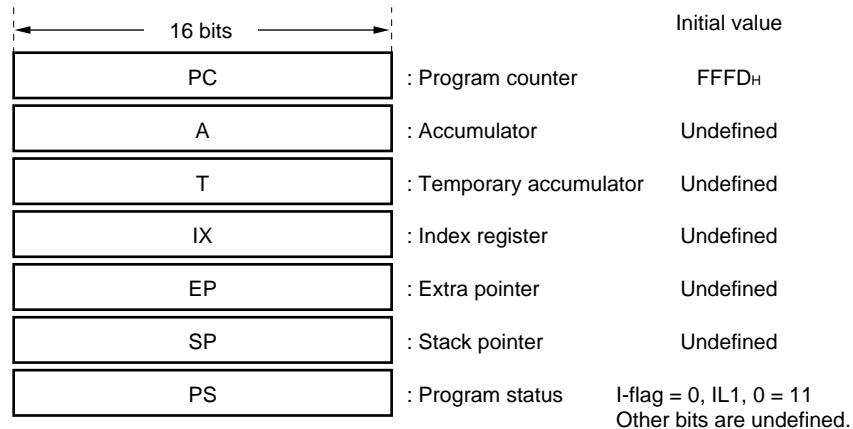 16 bits Initial value
PC : Program counter FFFDH
A : Accumulator Undefined
T : Temporary accumulator Undefined
IX : Index register Undefined
EP : Extra pointer Undefined
SP : Stack pointer Undefined
PS : Program status I-flag = 0, IL1, 0 = 11
Other bits are undefined.